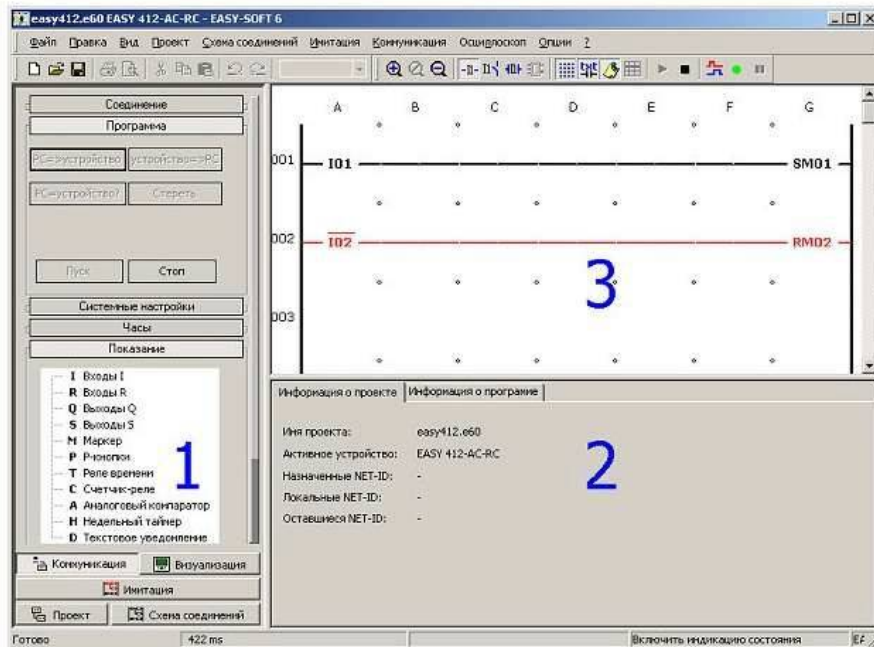 easy412.e60 EASY 412-AC-RC - EASY-SOFT 6
Файл Правка Вид Проект Схема соединений Имитация Коммуникация Осциллоскоп Опции ?
Соединение
Программа
PC=>устройство устройство=>PC
PC=устройство? Стереть
Пуск Стоп
Системные настройки
Часы
Показание
I Входы I
R Входы R
Q Выходы Q
S Выходы S
M Маркер
P Р-кнопки
T Реле времени
C Счетчик-реле
A Аналоговый компаратор
H Недельный таймер
D Текстовое уведомление
1
Коммуникация Визуализация
Имитация
Проект Схема соединений
A B C D E F G
001 I01 SM01
002 I02 RM02
003
3
Информация о проекте Информация о програме
Имя проекта: easy412.e60
Активное устройство: EASY 412-AC-RC
Назначенные NET-ID: -
Локальные NET-ID: -
Оставшиеся NET-ID: -
2
Готово 422 ms Включить индикацию состояния